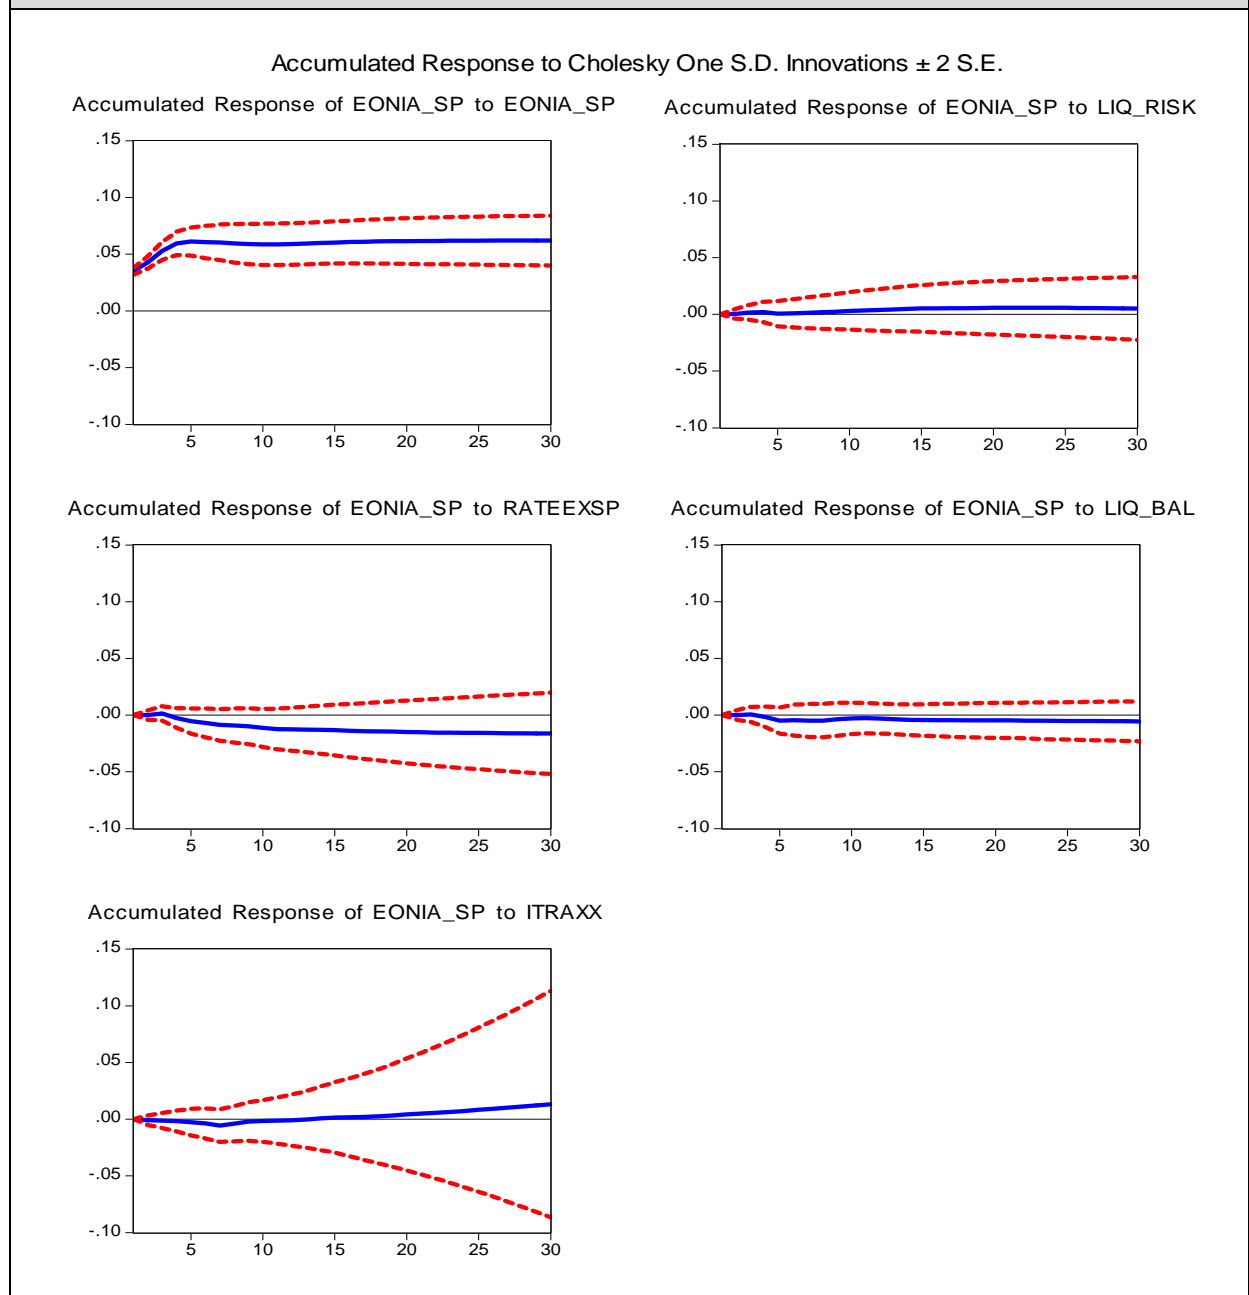 Accumulated Response to Cholesky One S.D. Innovations ± 2 S.E.
Accumulated Response of EONIA_SP to EONIA_SP
.15
.10
.05
.00
-.05
-.10
5 10 15 20 25 30
Accumulated Response of EONIA_SP to LIQ_RISK
.15
.10
.05
.00
-.05
-.10
5 10 15 20 25 30
Accumulated Response of EONIA_SP to RATEEXSP
.15
.10
.05
.00
-.05
-.10
5 10 15 20 25 30
Accumulated Response of EONIA_SP to LIQ_BAL
.15
.10
.05
.00
-.05
-.10
5 10 15 20 25 30
Accumulated Response of EONIA_SP to ITRAXX
.15
.10
.05
.00
-.05
-.10
5 10 15 20 25 30